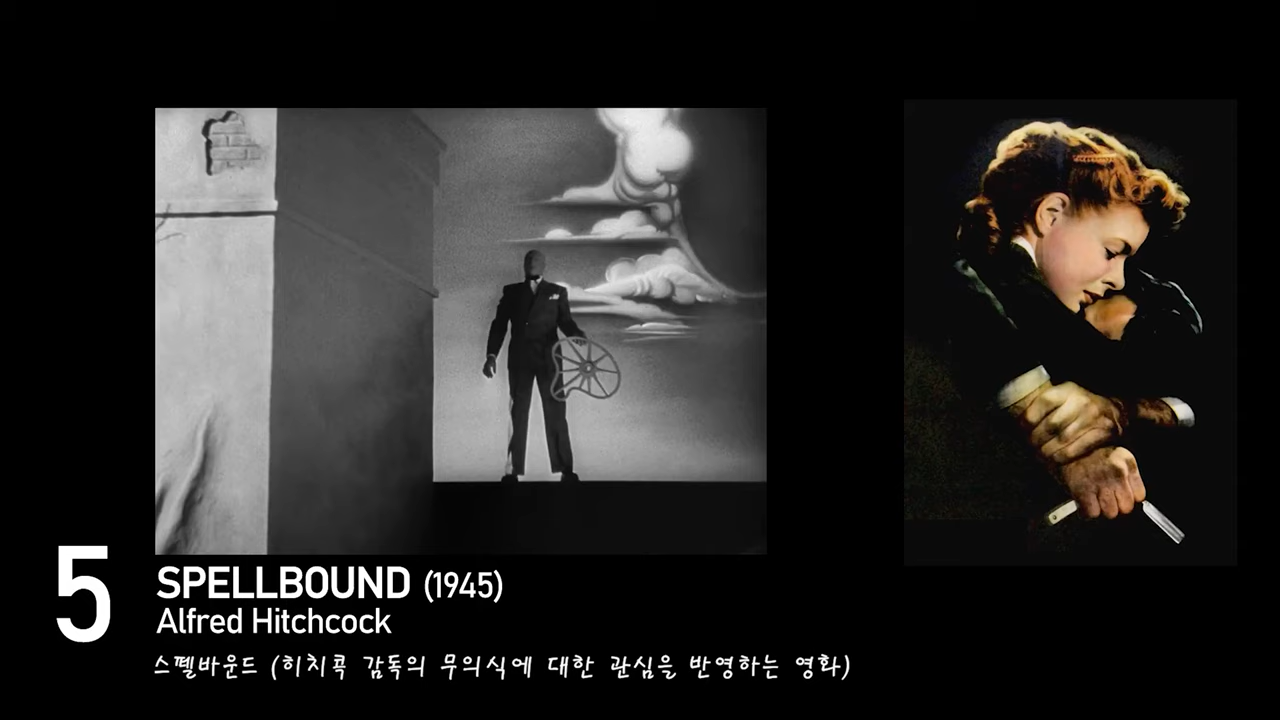 5
SPELLBOUND (1945)
Alfred Hitchcock
스펠바운드 (히치콕 감독의 무의식에 대한 관심을 반영하는 영화)